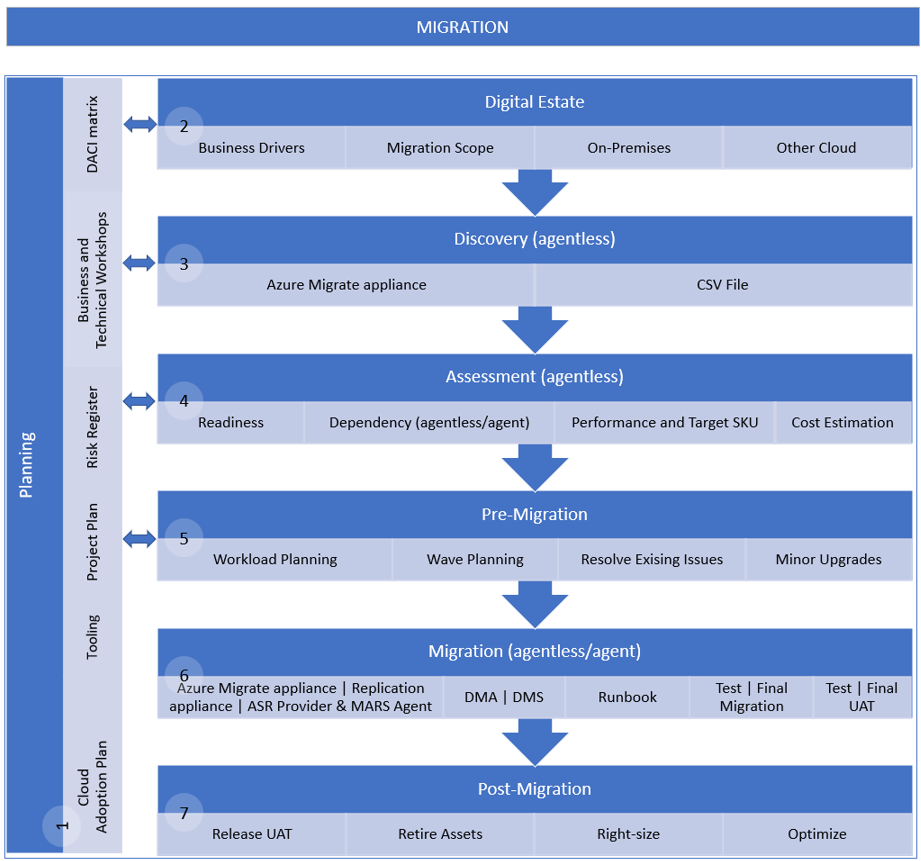 MIGRATION
Planning
1
DACI matrix
Business and
Technical Workshops
Risk Register
Project Plan
Tooling
Cloud
Adoption Plan
Digital Estate
2
Business Drivers
Migration Scope
On-Premises
Other Cloud
Discovery (agentless)
3
Azure Migrate appliance
CSV File
Assessment (agentless)
4
Readiness
Dependency (agentless/agent)
Performance and Target SKU
Cost Estimation
Pre-Migration
5
Workload Planning
Wave Planning
Resolve Exising Issues
Minor Upgrades
Migration (agentless/agent)
6
Azure Migrate appliance | Replication
appliance | ASR Provider & MARS Agent
DMA | DMS
Runbook
Test | Final
Migration
Test | Final
UAT
Post-Migration
7
Release UAT
Retire Assets
Right-size
Optimize